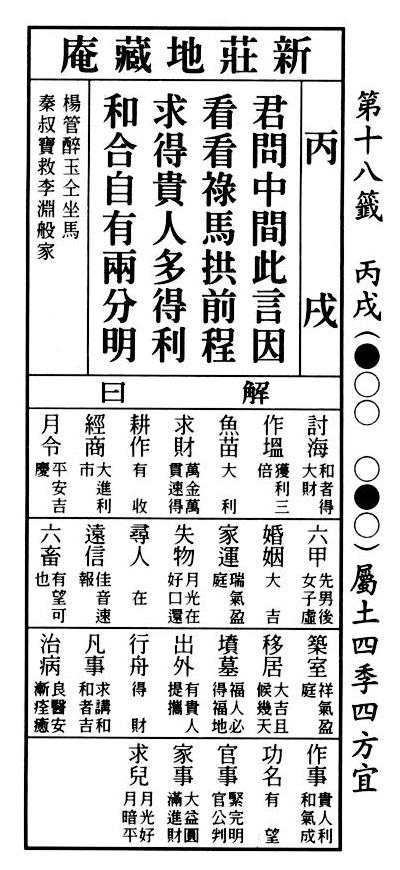 第十八籤 丙戌(●○○ ○●○)屬土四季四方宜
新莊地藏庵
丙戌
君問中間此言因
看看祿馬拱前程
求得貴人多得利
和合自有兩分明
楊管醉玉仝坐馬
秦叔寶救李淵般家
解曰
討海 和者得大財
作塭 獲利三倍
魚苗 大利
求財 萬金萬貫速得
耕作 有收
經商 大進利市
月令 平安吉慶
六甲 先男後女子虛
婚姻 大吉
家運 瑞氣盈庭
失物 月光在好口還
尋人 在
遠信 佳音速報
六畜 有望可也
築室 祥氣盈庭
移居 大吉且候幾天
墳墓 福人必得福地
出外 有貴人提攜
行舟 得財
凡事 求講和和者吉
治病 良醫安漸痊癒
作事 貴人利和氣成
功名 有望
官事 緊完明官公判
家事 大益圓滿進財
求兒 月光好月暗平